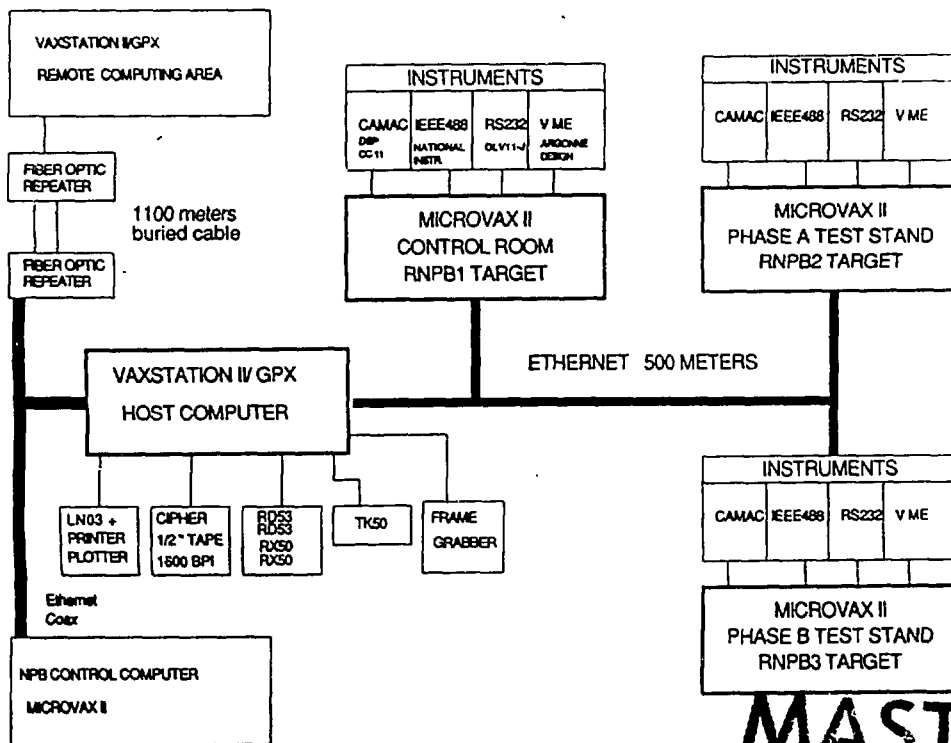 VAXSTATION II/GPX
REMOTE COMPUTING AREA
FIBER OPTIC
REPEATER
1100 meters
buried cable
FIBER OPTIC
REPEATER
INSTRUMENTS
CAMAC IEEE488 RS232 VME
DSP
CC11
NATIONAL
INSTR.
DLV11-J
ARGONNE
DESIGN
MICROVAX II
CONTROL ROOM
RNPB1 TARGET
INSTRUMENTS
CAMAC IEEE488 RS232 VME
MICROVAX II
PHASE A TEST STAND
RNPB2 TARGET
ETHERNET 500 METERS
VAXSTATION II/ GPX
HOST COMPUTER
LN03 +
PRINTER
PLOTTER
CIPHER
1/2" TAPE
1600 BPI
RD53
RD53
RX50
RX50
TK50
FRAME
GRABBER
INSTRUMENTS
CAMAC IEEE488 RS232 VME
MICROVAX II
PHASE B TEST STAND
RNPB3 TARGET
Ethernet
Coax
NPB CONTROL COMPUTER
MICROVAX II
MAST